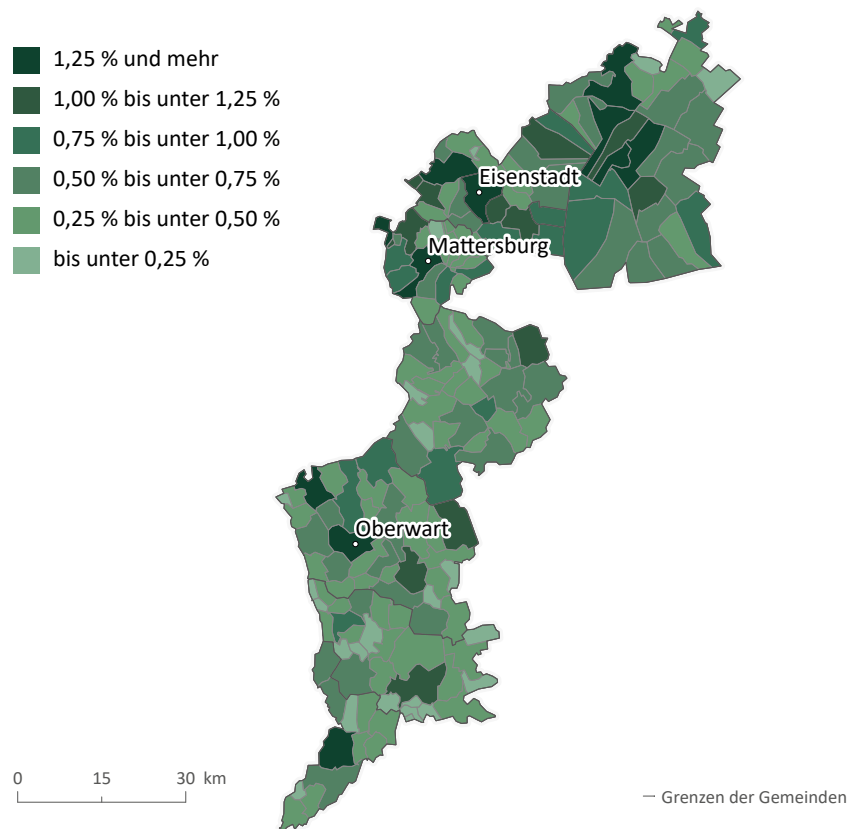 1,25 % und mehr
1,00 % bis unter 1,25 %
0,75 % bis unter 1,00 %
0,50 % bis unter 0,75 %
0,25 % bis unter 0,50 %
bis unter 0,25 %
Eisenstadt
Mattersburg
Oberwart
0 15 30 km
Grenzen der Gemeinden